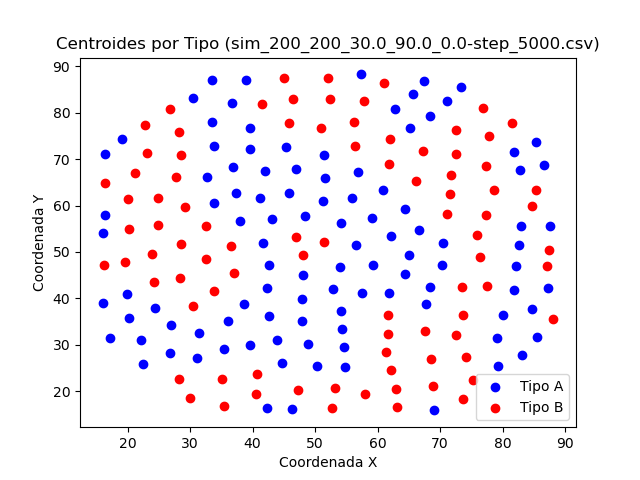 Centroides por Tipo (sim_200_200_30.0_90.0_0.0-step_5000.csv)
90
80
70
60
50
40
30
20
Coordenada Y
Tipo A
Tipo B
20 30 40 50 60 70 80 90
Coordenada X